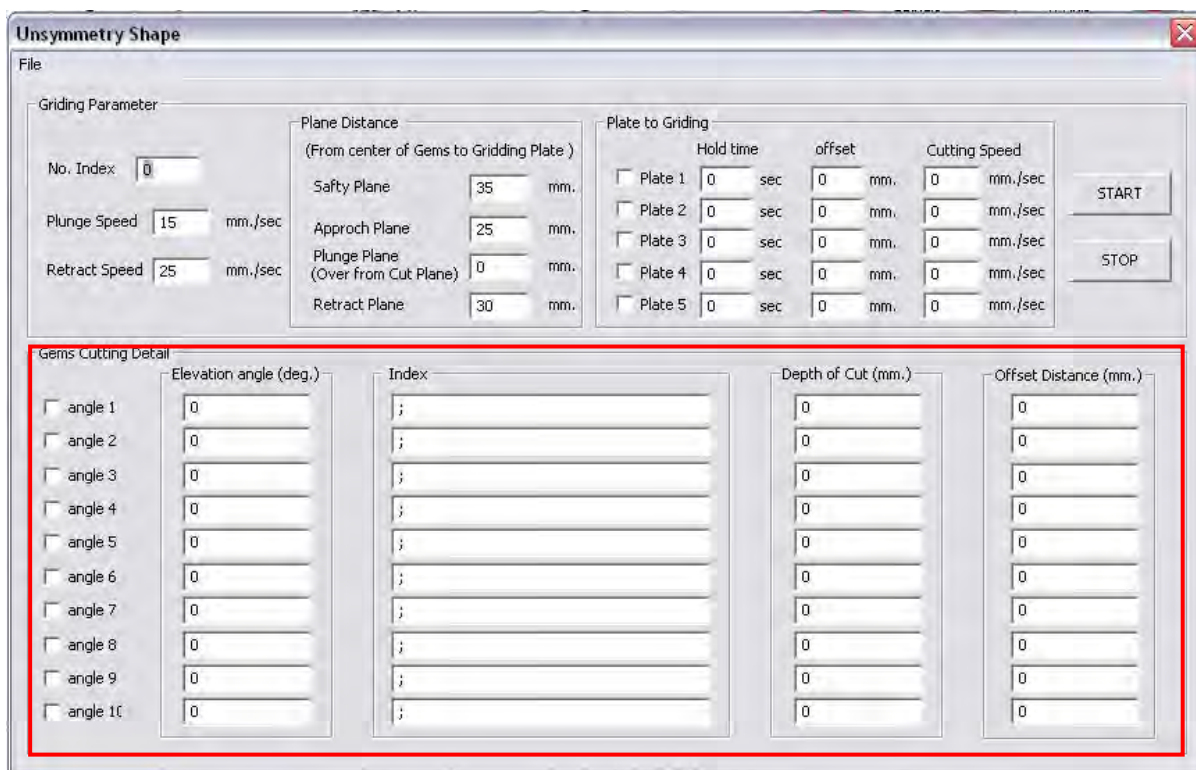 Unsymmetry Shape
File
Griding Parameter
No. Index 0
Plunge Speed 15 mm./sec
Retract Speed 25 mm./sec
Plane Distance
(From center of Gems to Gridding Plate )
Safty Plane 35 mm.
Approch Plane 25 mm.
Plunge Plane
(Over from Cut Plane) 0 mm.
Retract Plane 30 mm.
Plate to Griding
Hold time offset Cutting Speed
Plate 1 0 sec 0 mm. 0 mm./sec
Plate 2 0 sec 0 mm. 0 mm./sec
Plate 3 0 sec 0 mm. 0 mm./sec
Plate 4 0 sec 0 mm. 0 mm./sec
Plate 5 0 sec 0 mm. 0 mm./sec
START
STOP
Gems Cutting Detail
Elevation angle (deg.) Index Depth of Cut (mm.) Offset Distance (mm.)
angle 1 0 ; 0 0
angle 2 0 ; 0 0
angle 3 0 ; 0 0
angle 4 0 ; 0 0
angle 5 0 ; 0 0
angle 6 0 ; 0 0
angle 7 0 ; 0 0
angle 8 0 ; 0 0
angle 9 0 ; 0 0
angle 10 0 ; 0 0